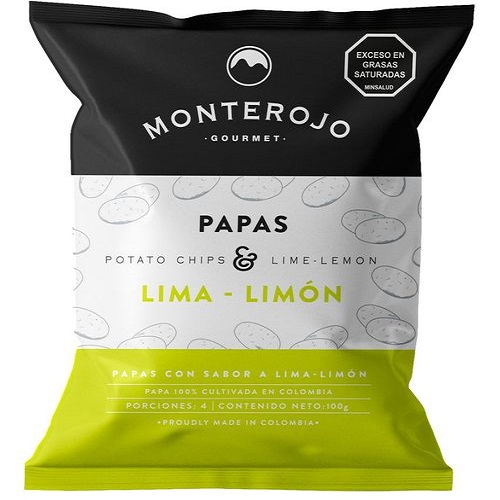 EXCESO EN
GRASAS
SATURADAS
MINSALUD
MONTEROJO
·GOURMET·
PAPAS
POTATO CHIPS & LIME-LEMON
LIMA - LIMÓN
PAPAS CON SABOR A LIMA-LIMÓN
PAPA 100% CULTIVADA EN COLOMBIA
PORCIONES: 4 | CONTENIDO NETO:100g
•PROUDLY MADE IN COLOMBIA•